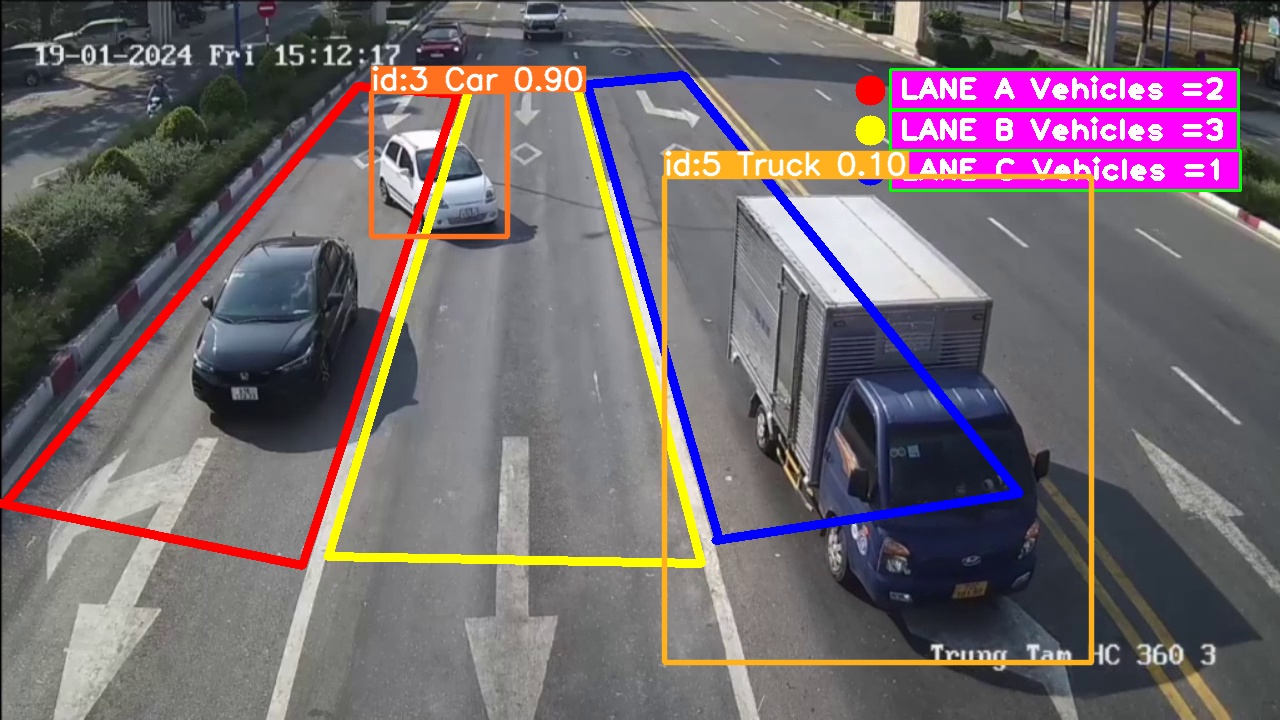 19-01-2024 Fri 15:12:17
id:3 Car 0.90
LANE A Vehicles =2
LANE B Vehicles =3
id:5 Truck 0.10
LANE C Vehicles =1
Trung Tam HC 360 3